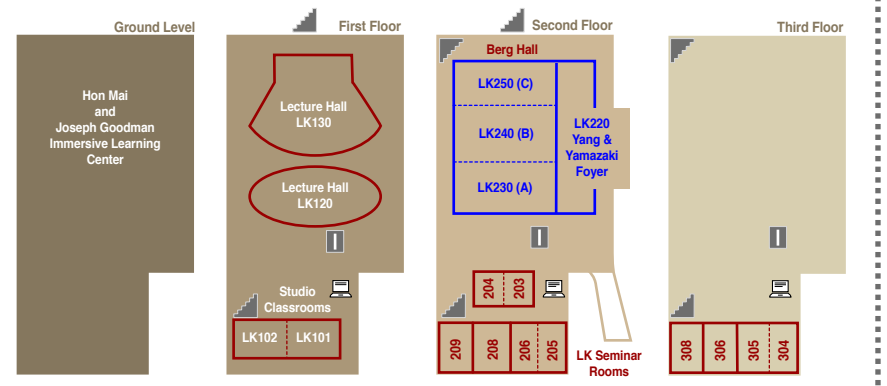 Ground Level
Hon Mai
and
Joseph Goodman
Immersive Learning
Center
First Floor
Lecture Hall
LK130
Lecture Hall
LK120
Studio
Classrooms
LK102
LK101
Second Floor
Berg Hall
LK250 (C)
LK240 (B)
LK230 (A)
LK220
Yang &
Yamazaki
Foyer
204
203
209
208
206
205
LK Seminar
Rooms
Third Floor
308
306
305
304